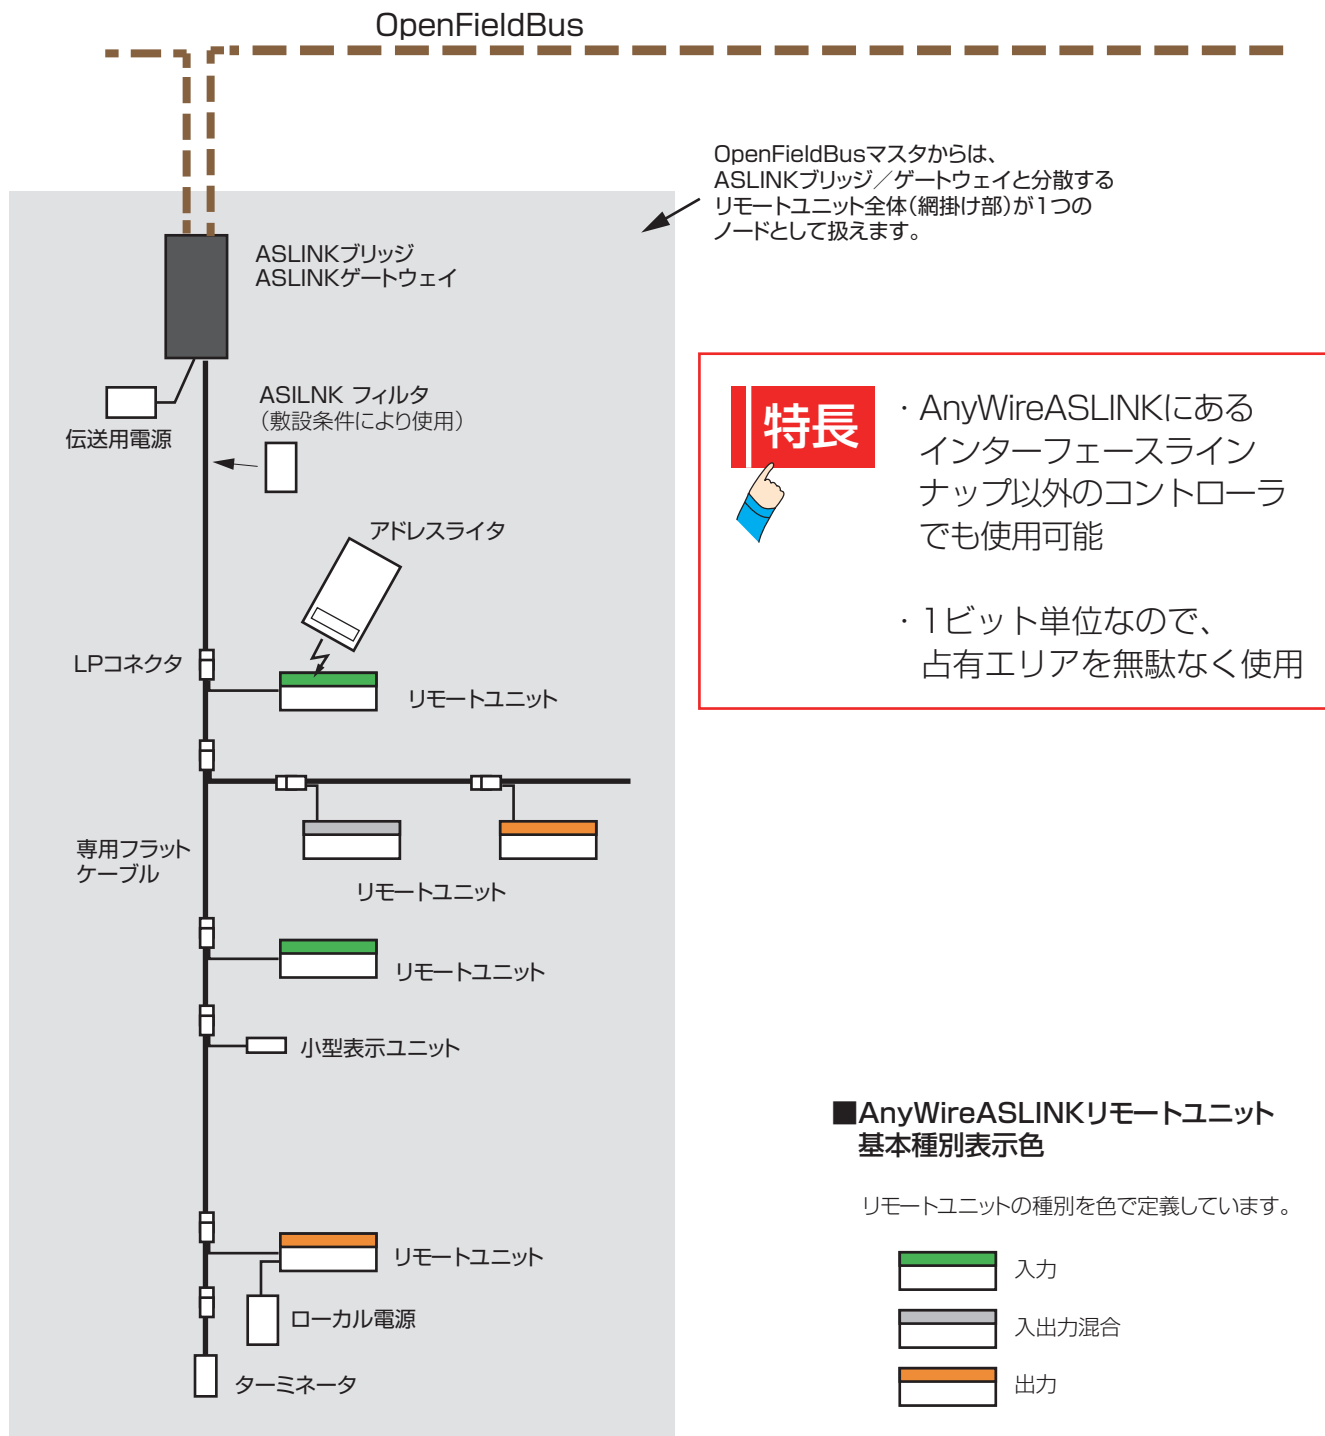 OpenFieldBus
OpenFieldBusマスタからは、
ASLINKブリッジ／ゲートウェイと分散する
リモートユニット全体（網掛け部）が1つの
ノードとして扱えます。
ASLINKブリッジ
ASLINKゲートウェイ
伝送用電源
ASILNK フィルタ
（敷設条件により使用）
特長
・AnyWireASLINKにある
インターフェースライン
ナップ以外のコントローラ
でも使用可能
・1ビット単位なので、
占有エリアを無駄なく使用
アドレスライタ
LPコネクタ
リモートユニット
専用フラット
ケーブル
リモートユニット
リモートユニット
小型表示ユニット
リモートユニット
ローカル電源
ターミネータ
■AnyWireASLINKリモートユニット
基本種別表示色
リモートユニットの種別を色で定義しています。
入力
入出力混合
出力